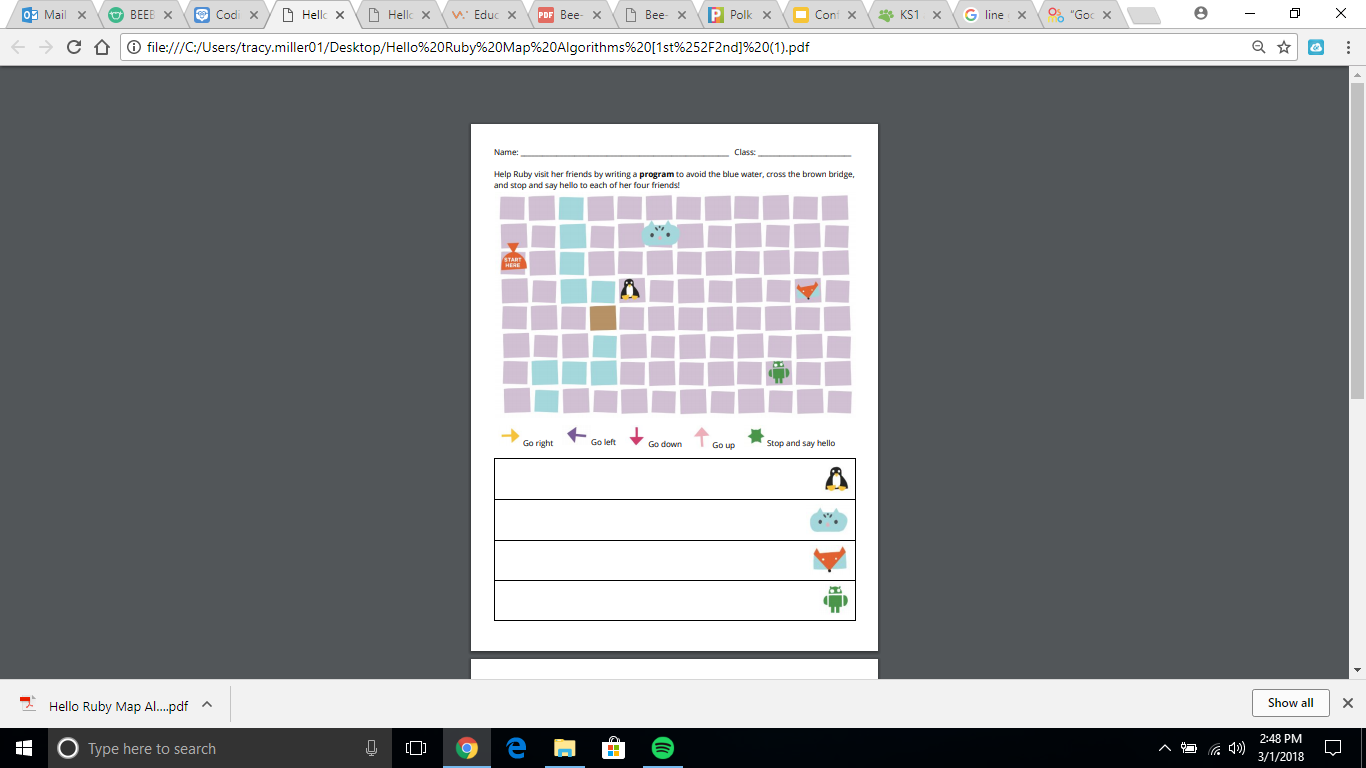 Mail
BEEE
Codi
Hello
Hello
Educ
Bee-
Bee-
Polk
Conf
KS1
line
"Goc
file:///C:/Users/tracy.miller01/Desktop/Hello%20Ruby%20Map%20Algorithms%20[1st%252F2nd]%20(1).pdf
Name: Class:
Help Ruby visit her friends by writing a program to avoid the blue water, cross the brown bridge,
and stop and say hello to each of her four friends!
START
HERE
Go right Go left Go down Go up Stop and say hello
Hello Ruby Map Al....pdf
Show all
Type here to search
2:48 PM
3/1/2018